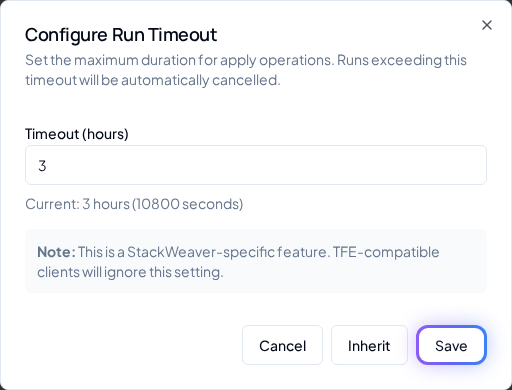 Configure Run Timeout
Set the maximum duration for apply operations. Runs exceeding this
timeout will be automatically cancelled.
Timeout (hours)
3
Current: 3 hours (10800 seconds)
Note: This is a StackWeaver-specific feature. TFE-compatible
clients will ignore this setting.
Cancel Inherit Save